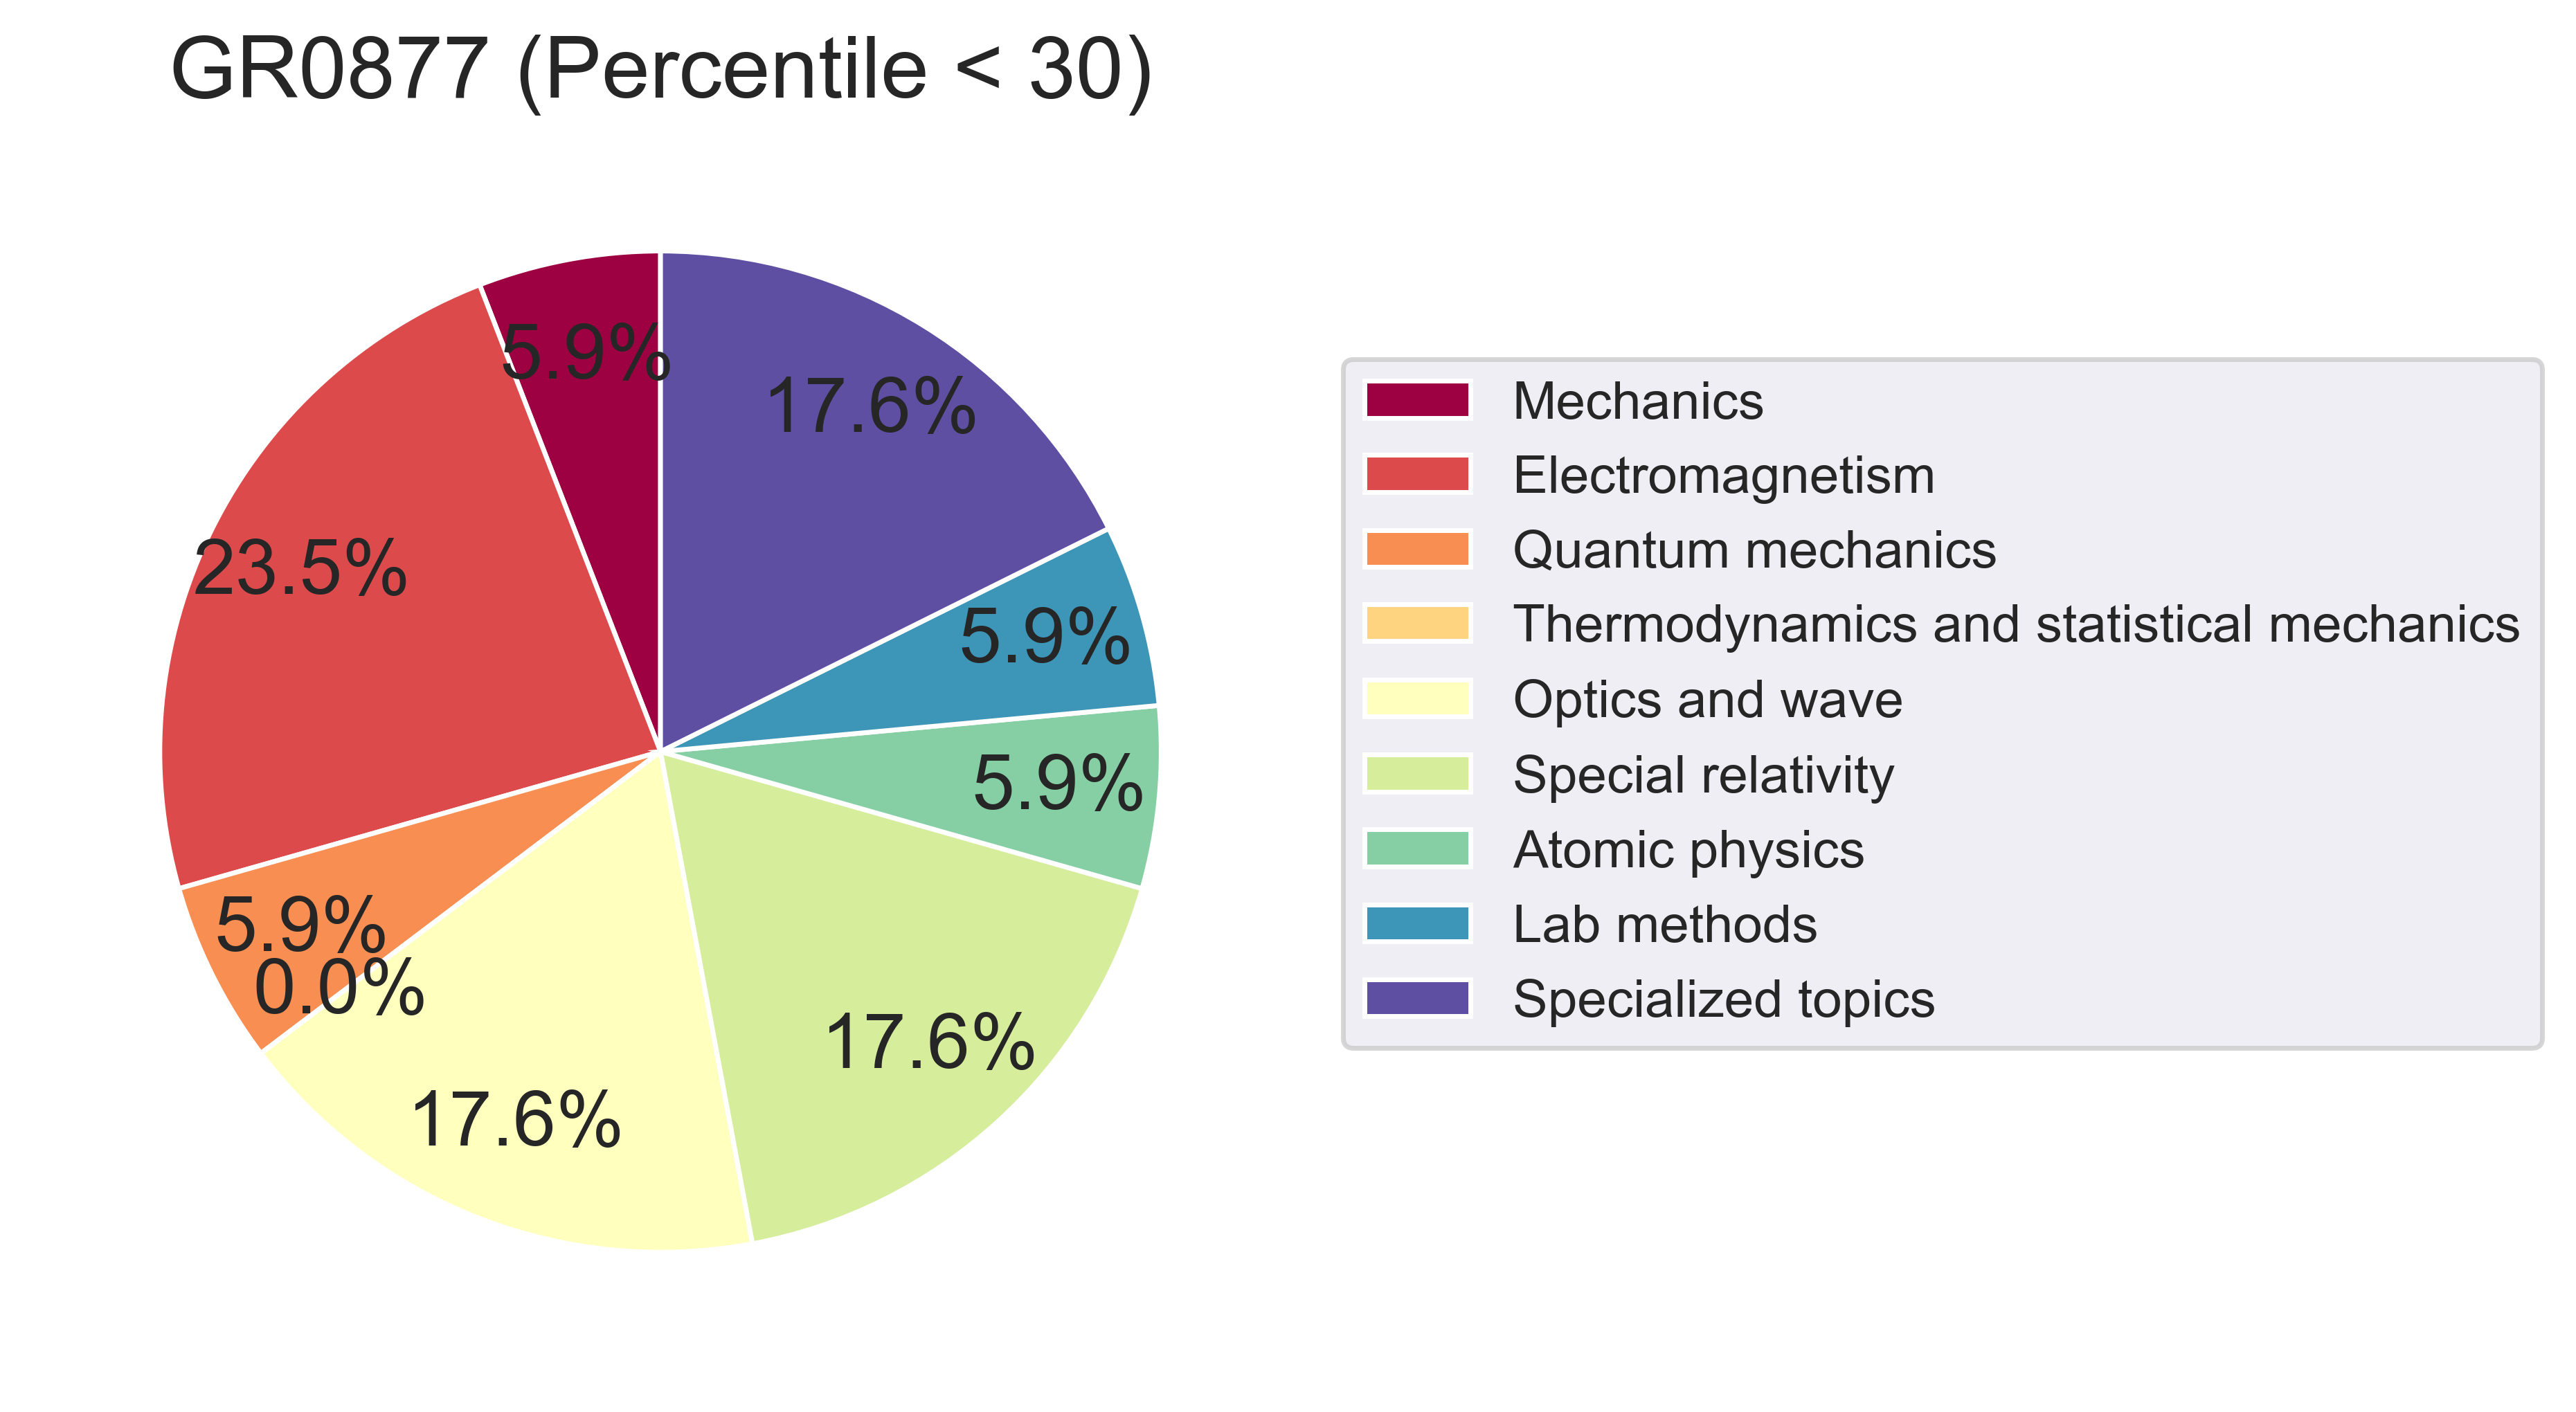 GR0877 (Percentile < 30)
5.9%
17.6%
23.5%
5.9%
5.9%
5.9%
0.0%
17.6%
17.6%
Mechanics
Electromagnetism
Quantum mechanics
Thermodynamics and statistical mechanics
Optics and wave
Special relativity
Atomic physics
Lab methods
Specialized topics